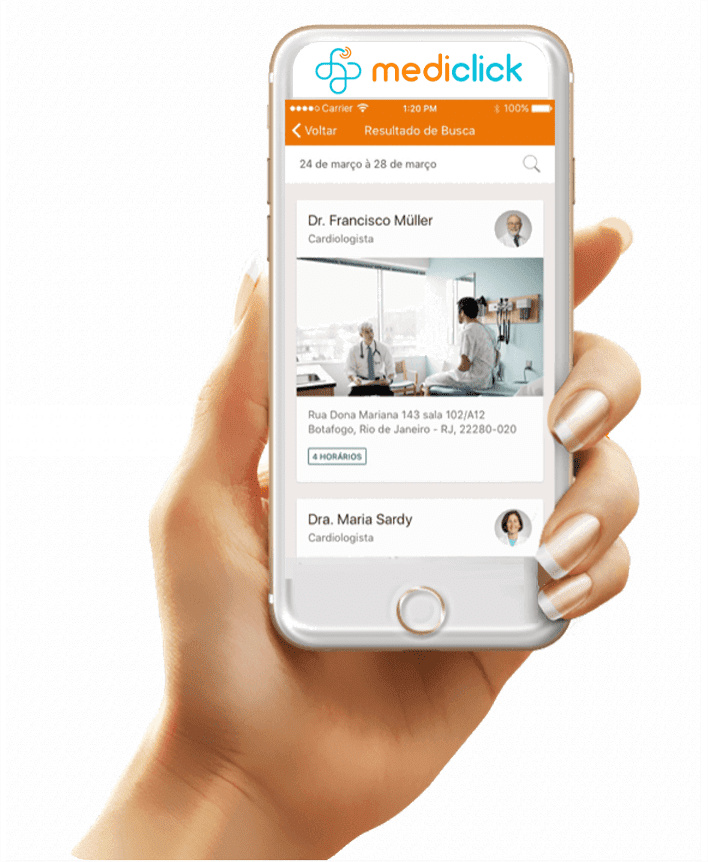 mediclick
Carrier 1:20 PM 100%
Voltar Resultado de Busca
24 de março à 28 de março
Dr. Francisco Müller
Cardiologista
Rua Dona Mariana 143 sala 102/A12
Botafogo, Rio de Janeiro - RJ, 22280-020
4 HORÁRIOS
Dra. Maria Sardy
Cardiologista